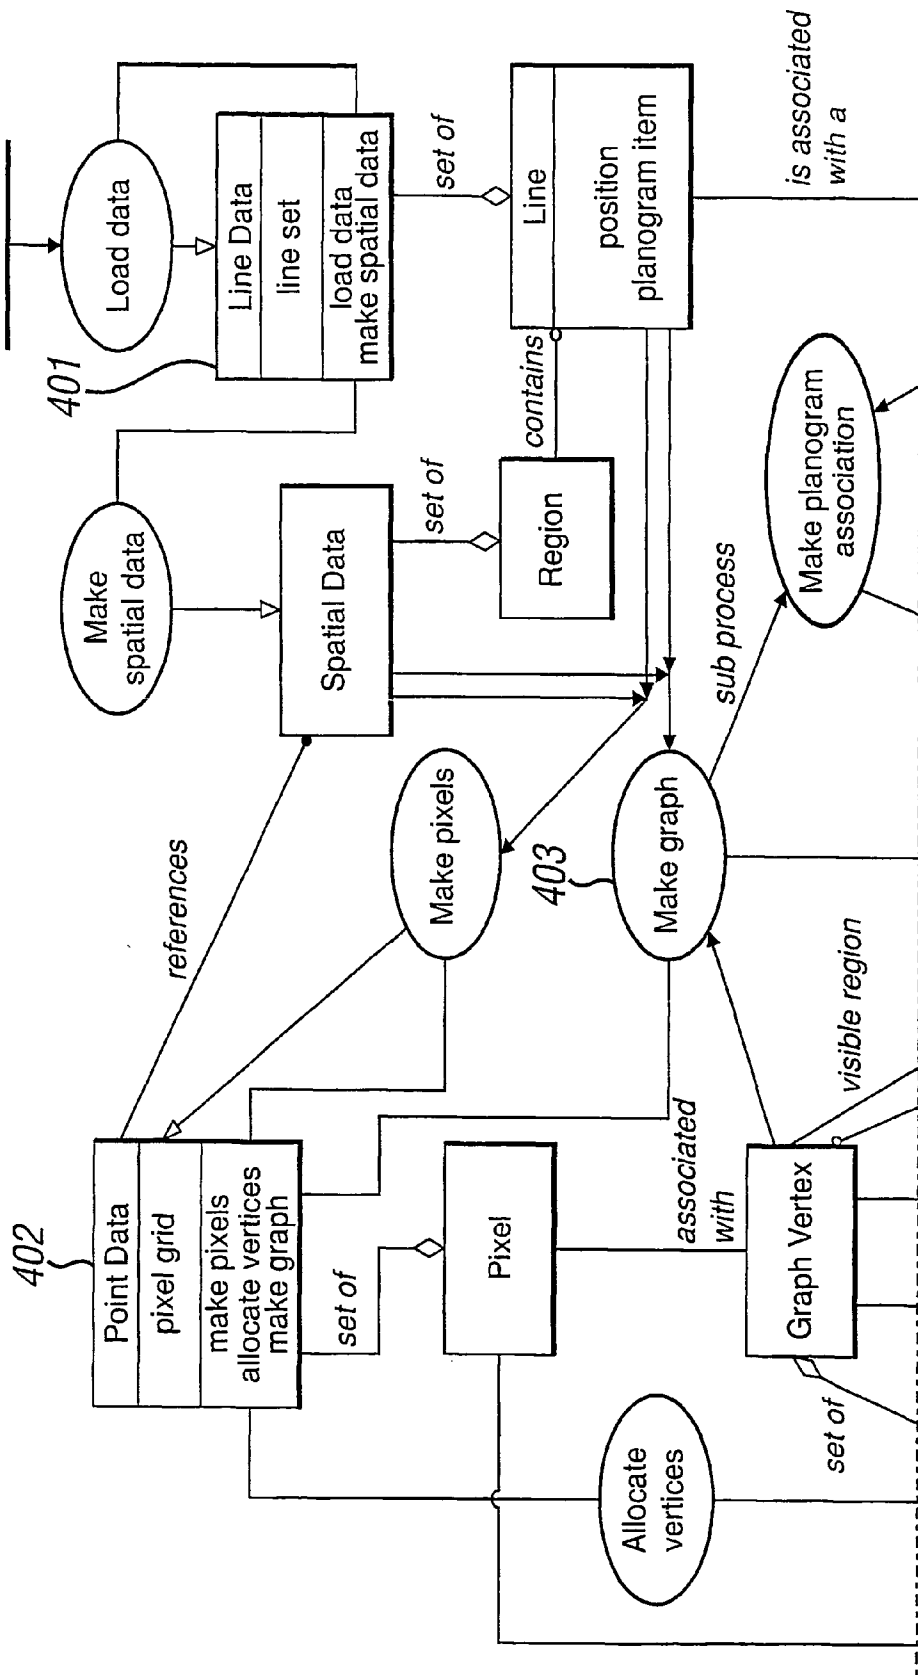 402
Point Data
pixel grid
make pixels
allocate vertices
make graph
references
Make
spatial data
401
Load data
Line Data
line set
load data
make spatial data
set of
Spatial Data
set of
Make pixels
Pixel
set of
Region
contains
Line
position
planogram item
Allocate
vertices
403
Make graph
associated
with
sub process
Graph Vertex
set of
visible region
Make planogram
association
is associated
with a